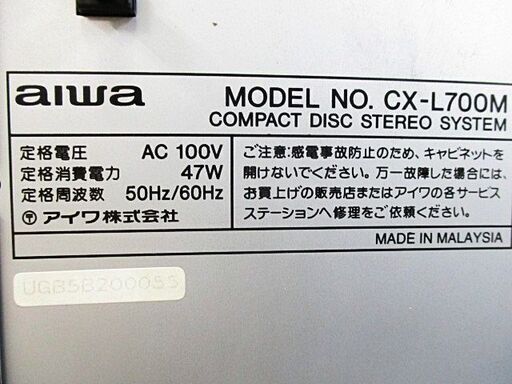 aiwa
MODEL NO. CX-L700M
COMPACT DISC STEREO SYSTEM
定格電圧 AC 100V
定格消費電力 47W
定格周波数 50Hz/60Hz
アイワ株式会社
ご注意:感電事故防止のため、キャビネットを
開けないでください。万一故障した場合には、
お買上げの販売店またはアイワの各サービス
ステーションへ修理をご依頼ください。
MADE IN MALAYSIA
UGB5B200055